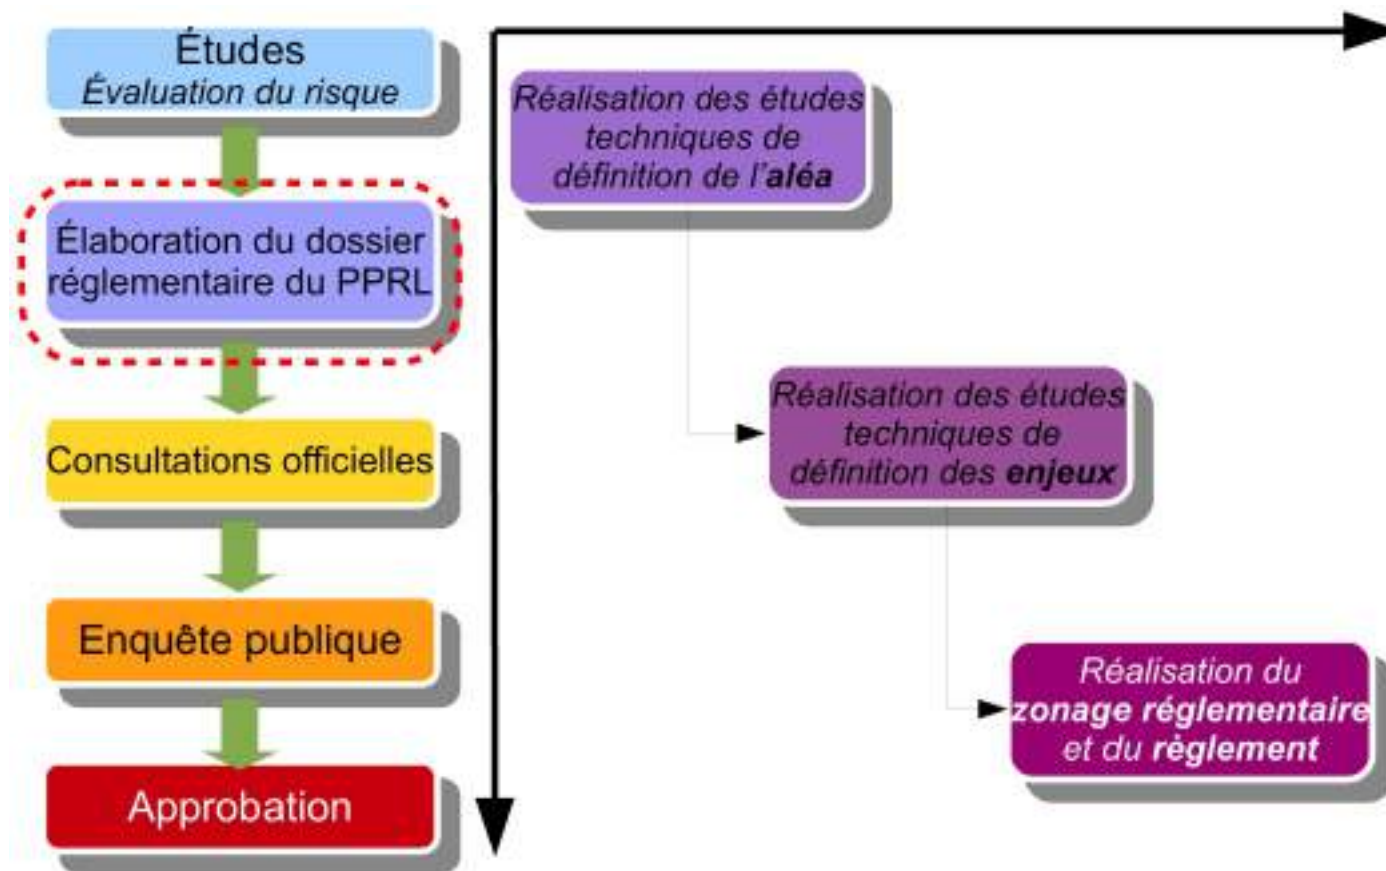 Études
Évaluation du risque
Élaboration du dossier
réglementaire du PPRL
Consultations officielles
Enquête publique
Approbation
Réalisation des études
techniques de
définition de l'aléa
Réalisation des études
techniques de
définition des enjeux
Réalisation du
zonage réglementaire
et du règlement